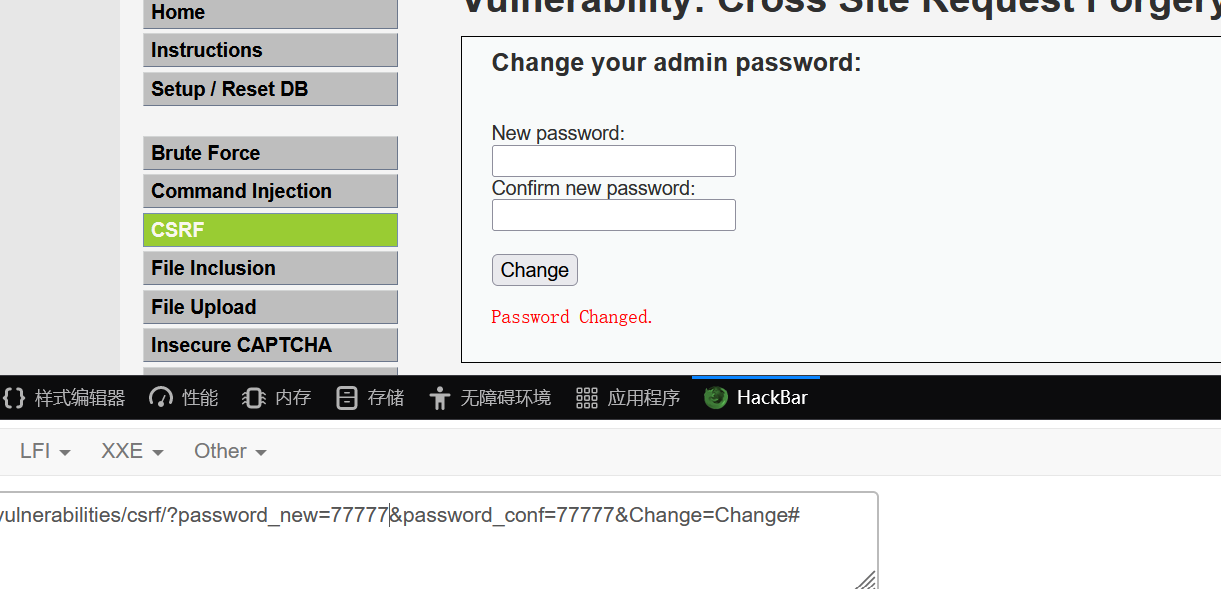 Home
Vulnerability: Cross Site Request Forgery
Instructions
Change your admin password:
Setup / Reset DB
New password:
Brute Force
Command Injection
Confirm new password:
CSRF
File Inclusion
Change
File Upload
Password Changed.
Insecure CAPTCHA
样式编辑器 性能 内存 存储 无障碍环境 应用程序 HackBar
LFI XXE Other
vulnerabilities/csrf/?password_new=77777&password_conf=77777&Change=Change#